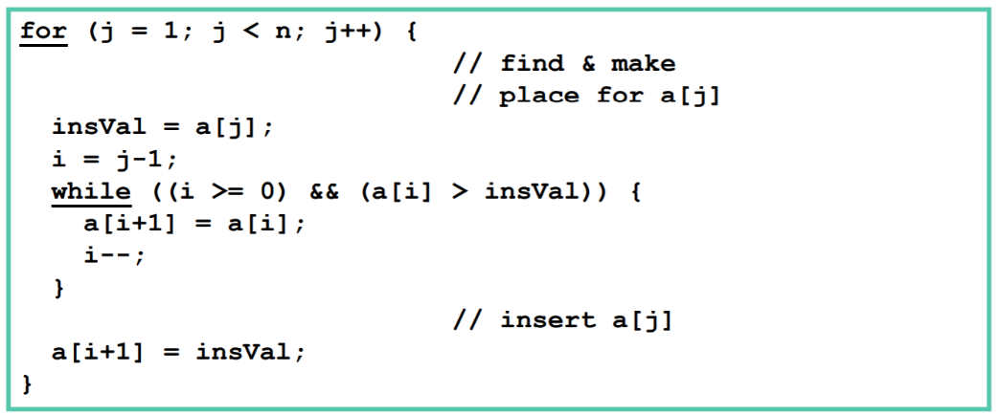 for (j = 1; j < n; j++) {
// find & make
// place for a[j]
insVal = a[j];
i = j-1;
while ((i >= 0) && (a[i] > insVal)) {
a[i+1] = a[i];
i--;
}
// insert a[j]
a[i+1] = insVal;
}